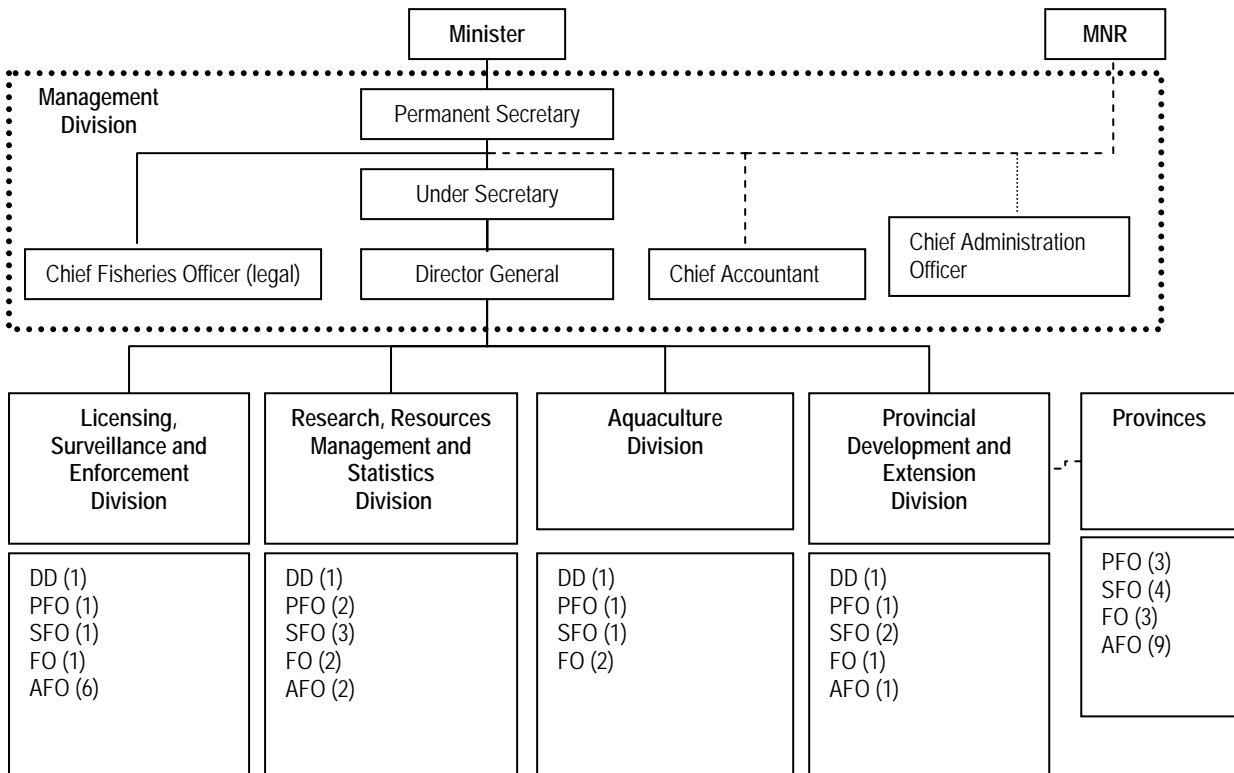 Minister
MNR
Management
Division
Permanent Secretary
Under Secretary
Chief Fisheries Officer (legal)
Director General
Chief Accountant
Chief Administration
Officer
Licensing,
Surveillance and
Enforcement
Division
Research, Resources
Management and
Statistics
Division
Aquaculture
Division
Provincial
Development and
Extension
Division
Provinces
DD (1)
PFO (1)
SFO (1)
FO (1)
AFO (6)
DD (1)
PFO (2)
SFO (3)
FO (2)
AFO (2)
DD (1)
PFO (1)
SFO (1)
FO (2)
DD (1)
PFO (1)
SFO (2)
FO (1)
AFO (1)
PFO (3)
SFO (4)
FO (3)
AFO (9)